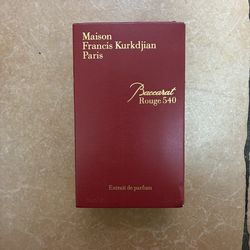 Maison
Francis Kurkdjian
Paris
Baccarat
Rouge 540
Extrait de parfum